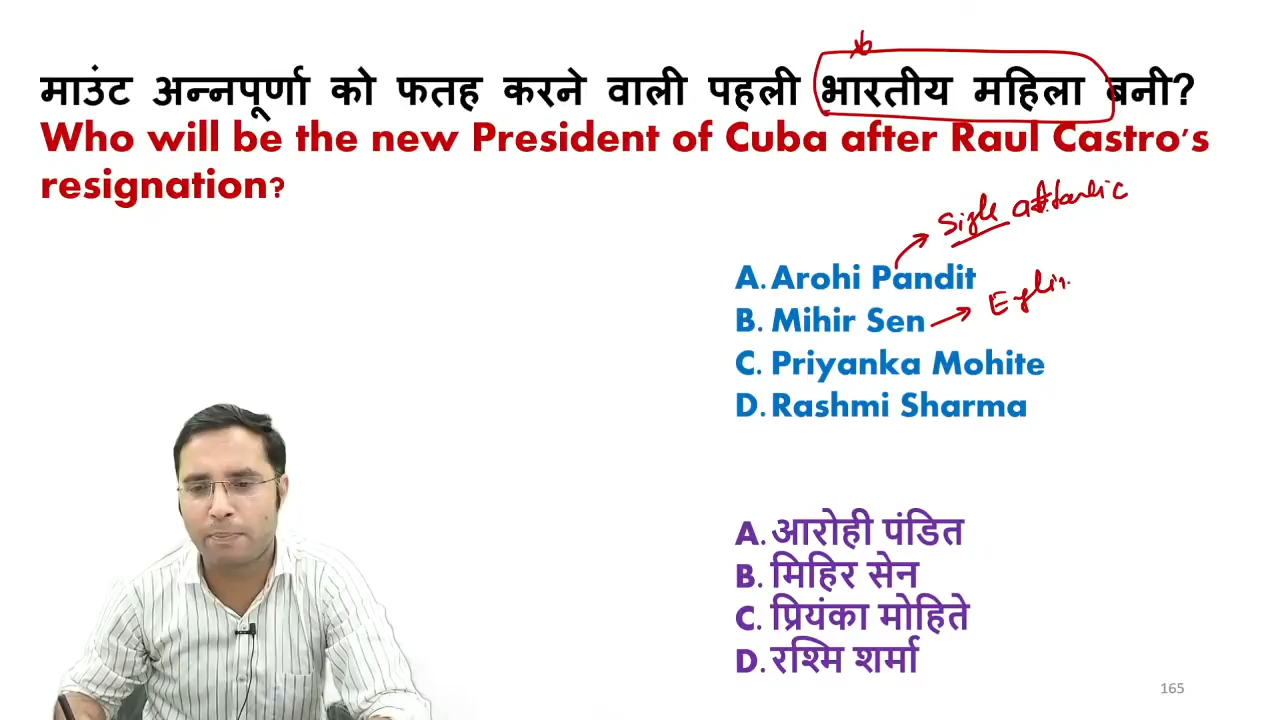 माउंट अन्नपूर्णा को फतह करने वाली पहली भारतीय महिला बनी?
Who will be the new President of Cuba after Raul Castro's
resignation?
Single atlantic
A. Arohi Pandit
B. Mihir Sen
C. Priyanka Mohite
D. Rashmi Sharma
A. आरोही पंडित
B. मिहिर सेन
C. प्रियंका मोहिते
D. रश्मि शर्मा
165